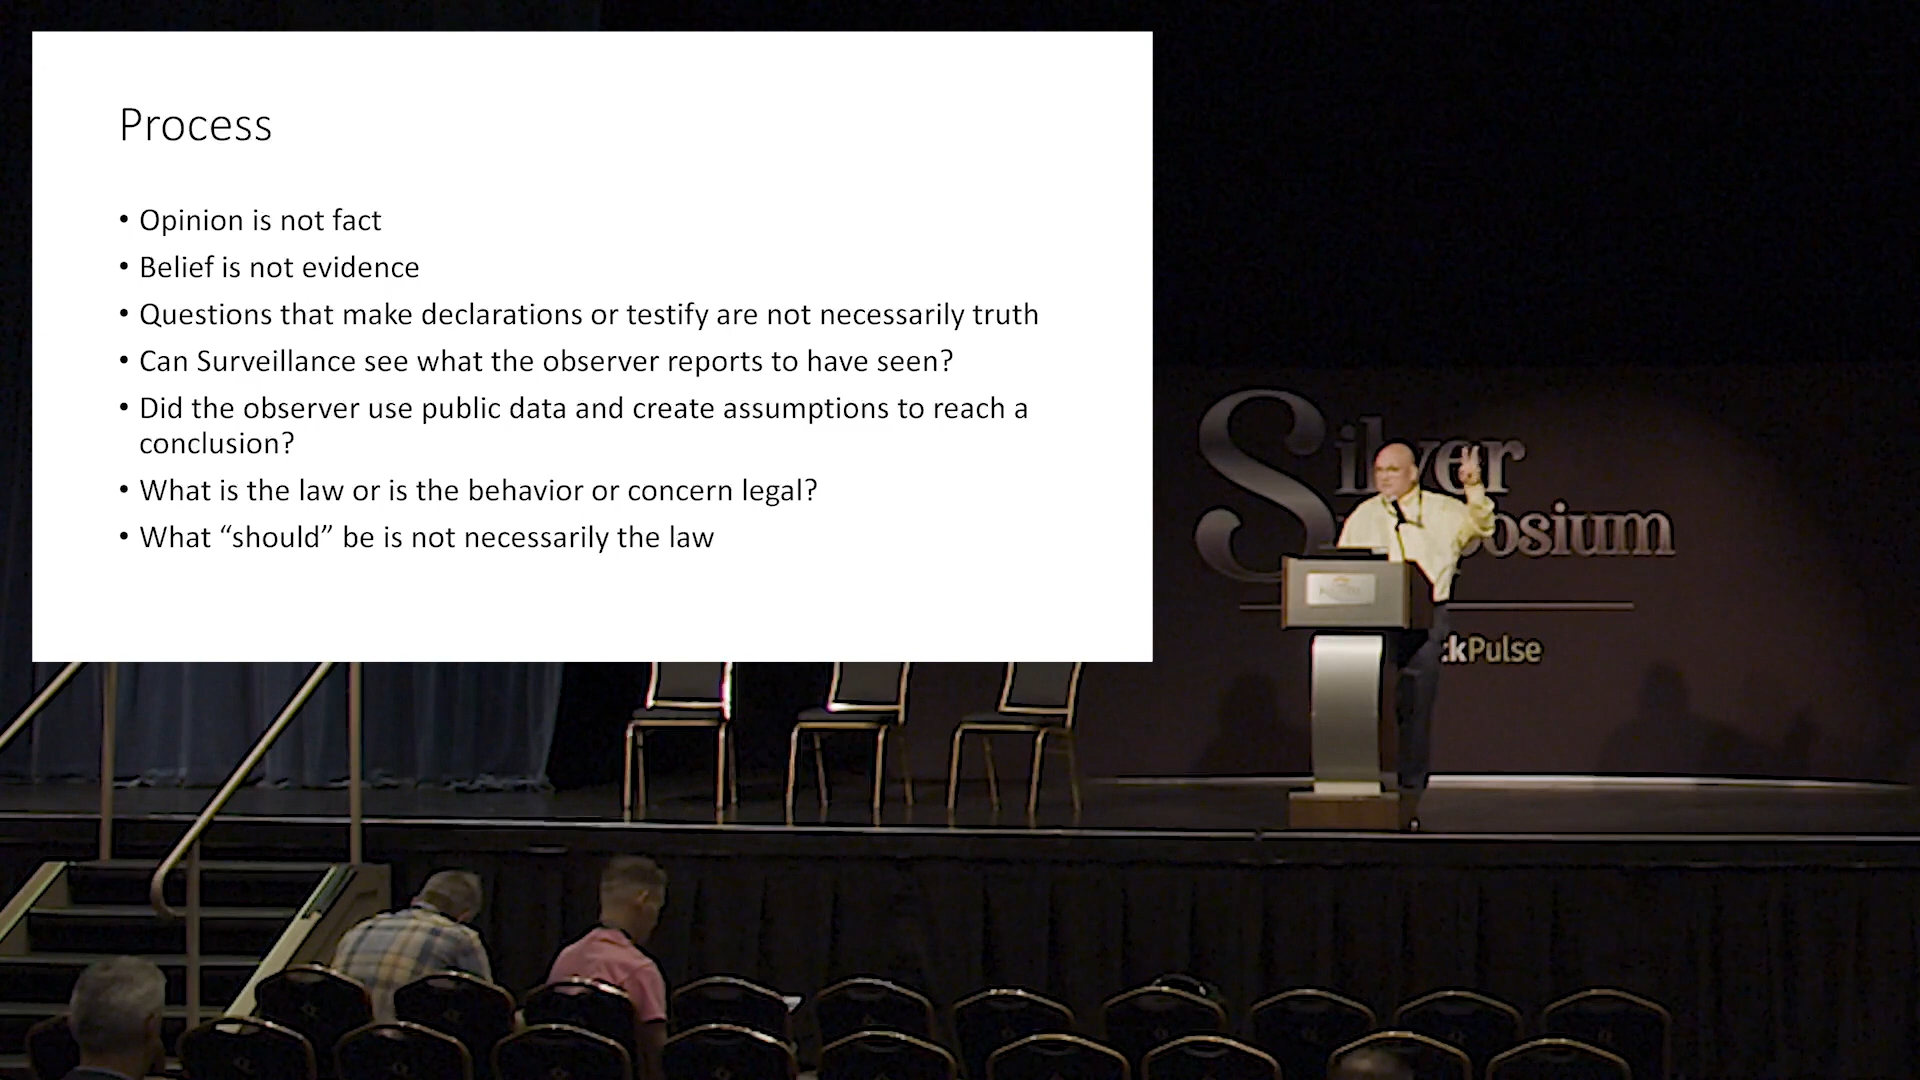 Process
• Opinion is not fact
• Belief is not evidence
• Questions that make declarations or testify are not necessarily truth
• Can Surveillance see what the observer reports to have seen?
• Did the observer use public data and create assumptions to reach a
conclusion?
• What is the law or is the behavior or concern legal?
• What “should” be is not necessarily the law
Silver
posium
kPulse